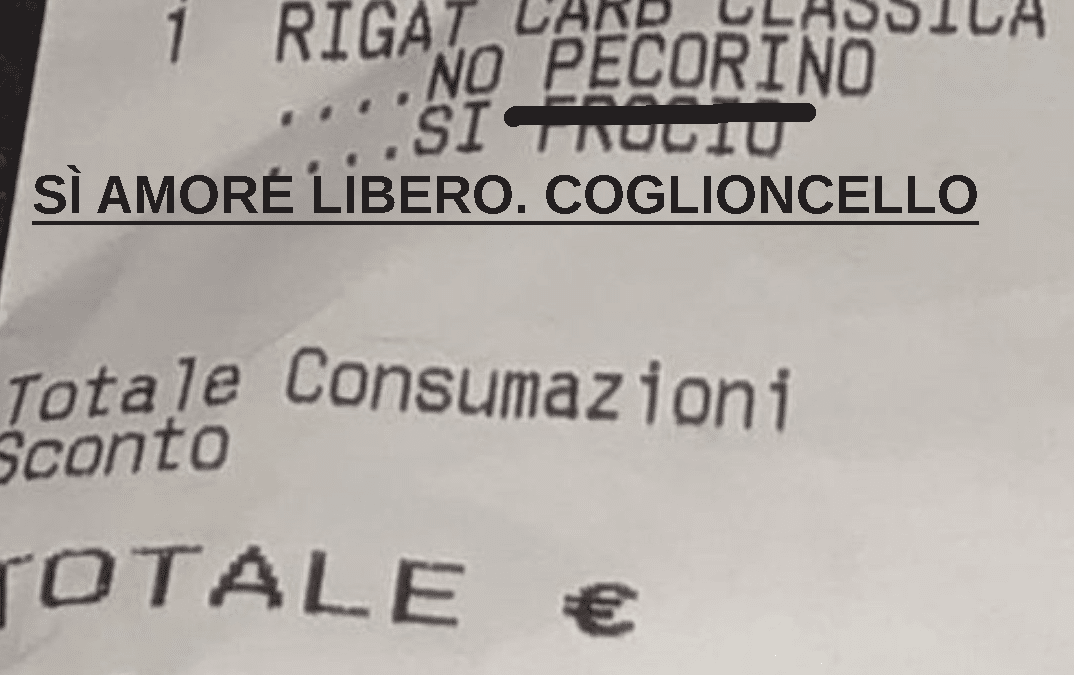 1 RIGAT CARB CLASSICA
....NO PECORINO
....SI FROCIO
SÌ AMORE LIBERO. COGLIONCELLO
Totale Consumazioni
Sconto
TOTALE €